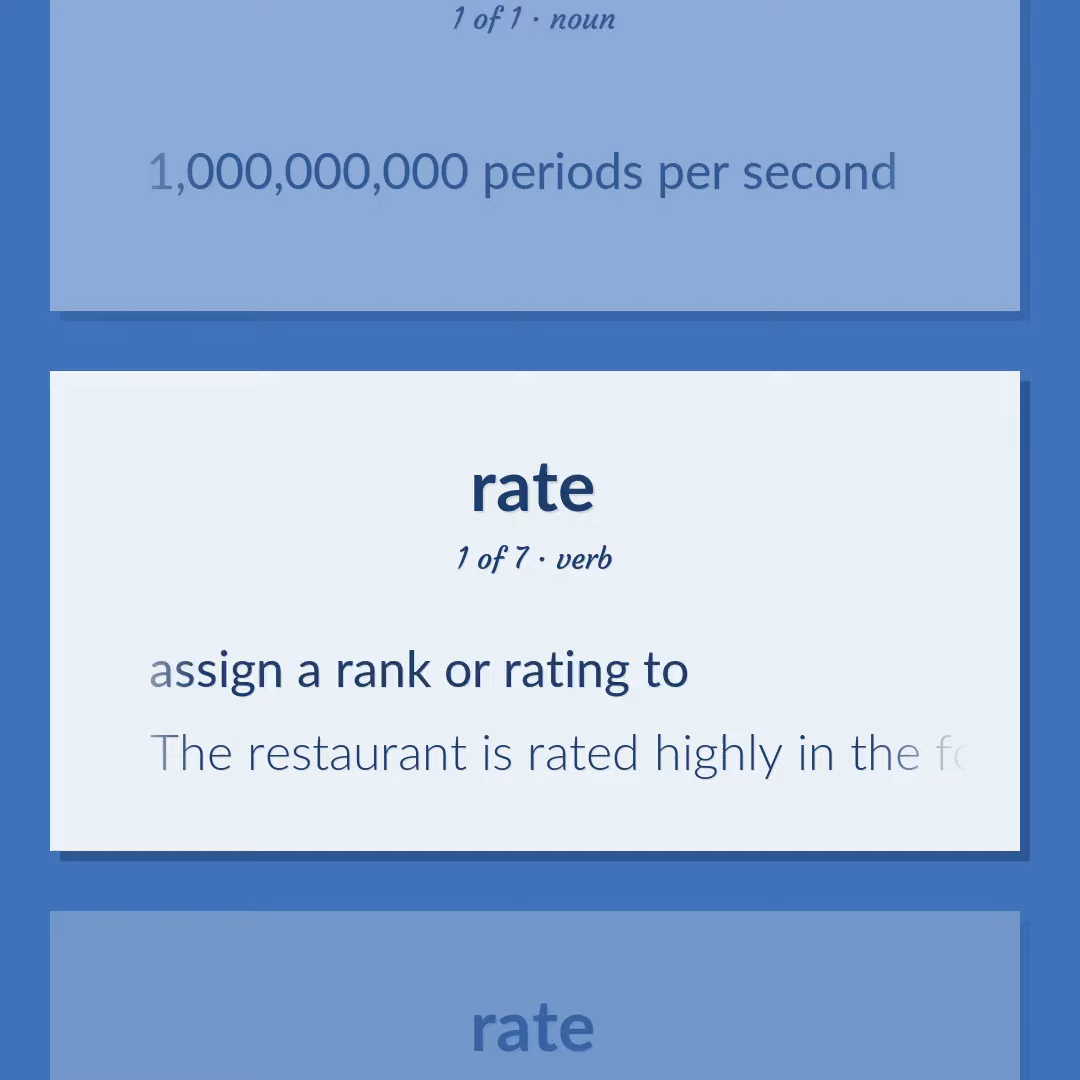 1 of 1 · noun
1,000,000,000 periods per second
rate
1 of 7 · verb
assign a rank or rating to
The restaurant is rated highly in the
rate